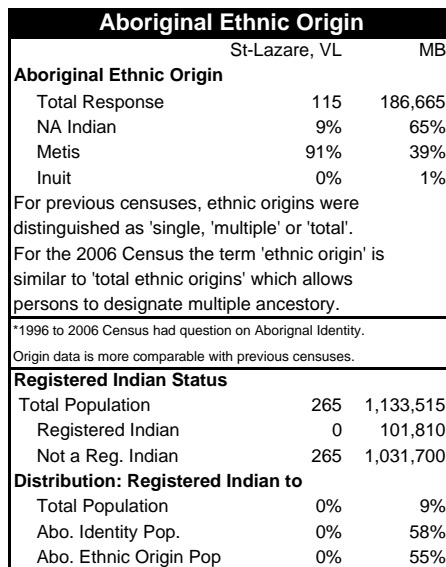 Aboriginal Ethnic Origin
St-Lazare, VL MB
Aboriginal Ethnic Origin
Total Response 115 186,665
NA Indian 9% 65%
Metis 91% 39%
Inuit 0% 1%
For previous censuses, ethnic origins were
distinguished as 'single, 'multiple' or 'total'.
For the 2006 Census the term 'ethnic origin' is
similar to 'total ethnic origins' which allows
persons to designate multiple ancestory.
*1996 to 2006 Census had question on Aborignal Identity.
Origin data is more comparable with previous censuses.
Registered Indian Status
Total Population 265 1,133,515
Registered Indian 0 101,810
Not a Reg. Indian 265 1,031,700
Distribution: Registered Indian to
Total Population 0% 9%
Abo. Identity Pop. 0% 58%
Abo. Ethnic Origin Pop 0% 55%